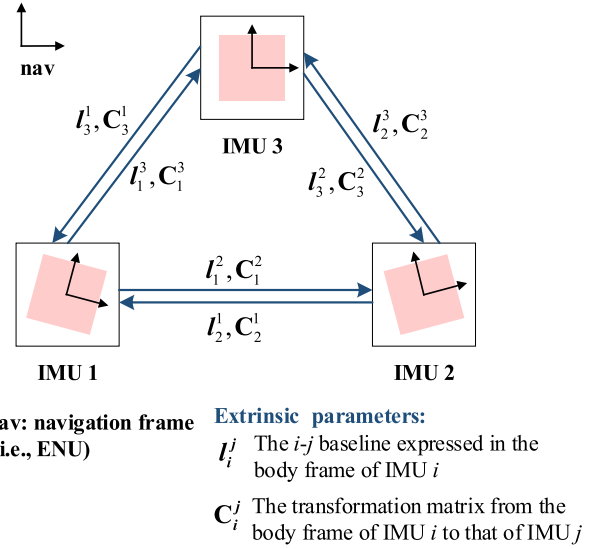 nav
IMU 3
l_3^1, C_3^1
l_1^3, C_1^3
l_2^3, C_2^3
l_3^2, C_3^2
l_1^2, C_1^2
l_2^1, C_2^1
IMU 1
IMU 2
av: navigation frame
i.e., ENU)
Extrinsic parameters:
l_i^j The i-j baseline expressed in the
body frame of IMU i
C_i^j The transformation matrix from the
body frame of IMU i to that of IMU j